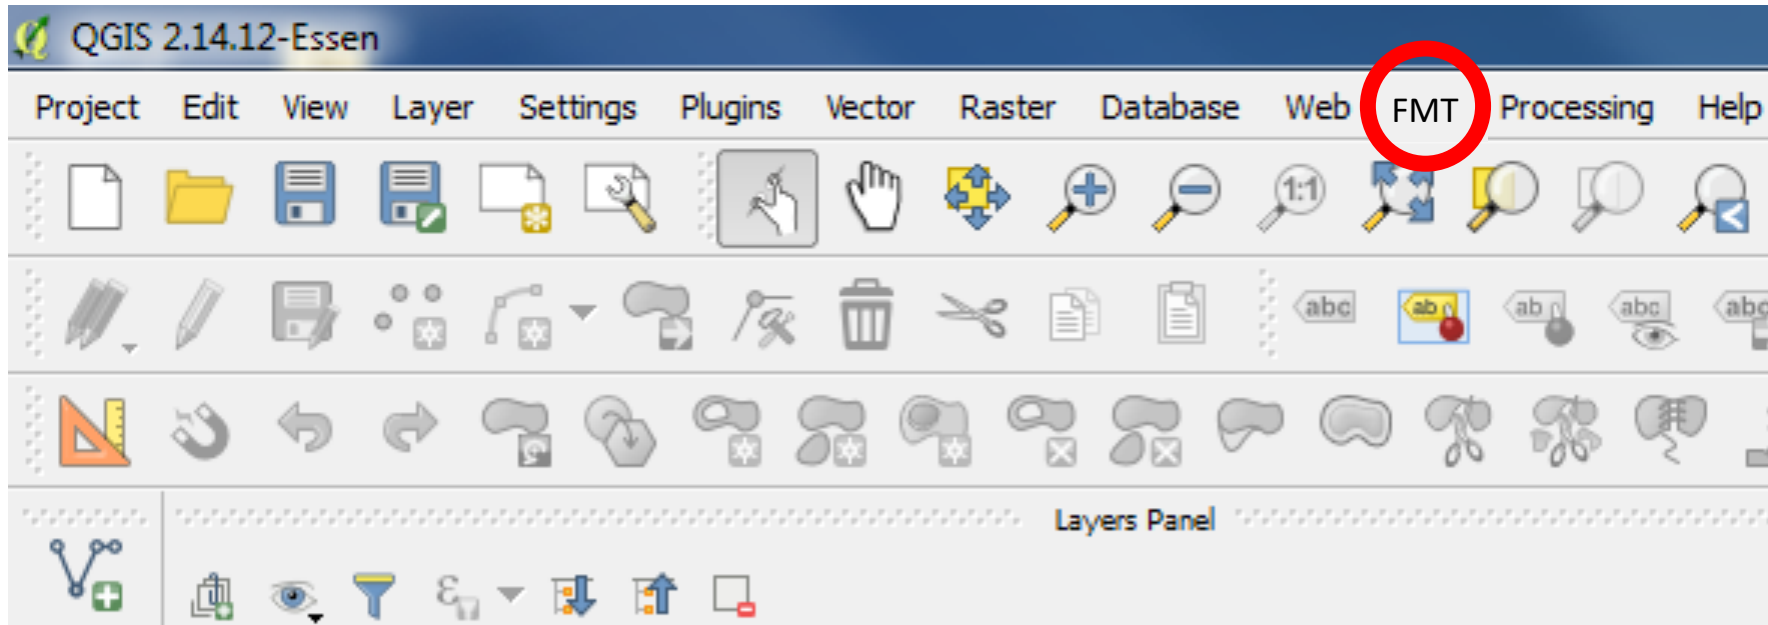 QGIS 2.14.12-Essen
Project Edit View Layer Settings Plugins Vector Raster Database Web FMT Processing Help
1:1
abc ab ab abc abc
Layers Panel
ε